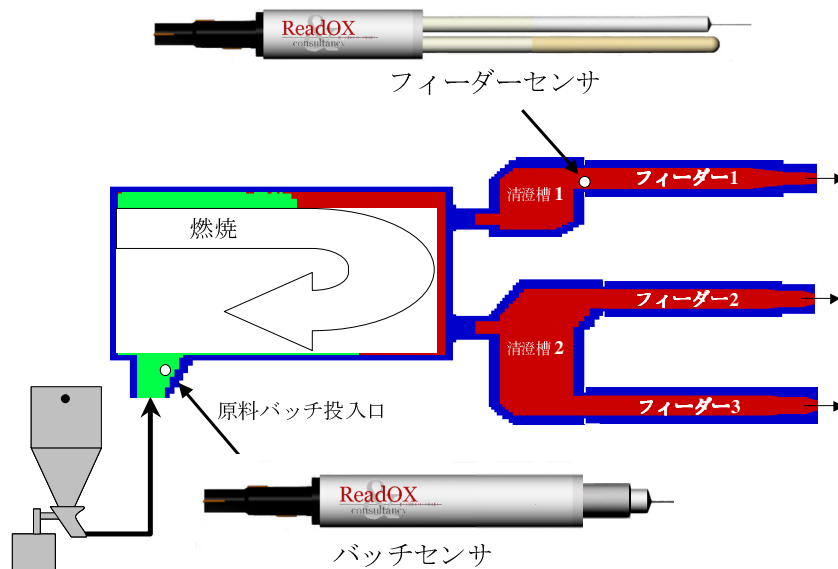 ReadOX
&
consultancy
フィーダーセンサ
清澄槽 1
フィーダー1
燃焼
フィーダー2
清澄槽 2
フィーダー3
原料バッチ投入口
ReadOX
&
consultancy
バッチセンサ